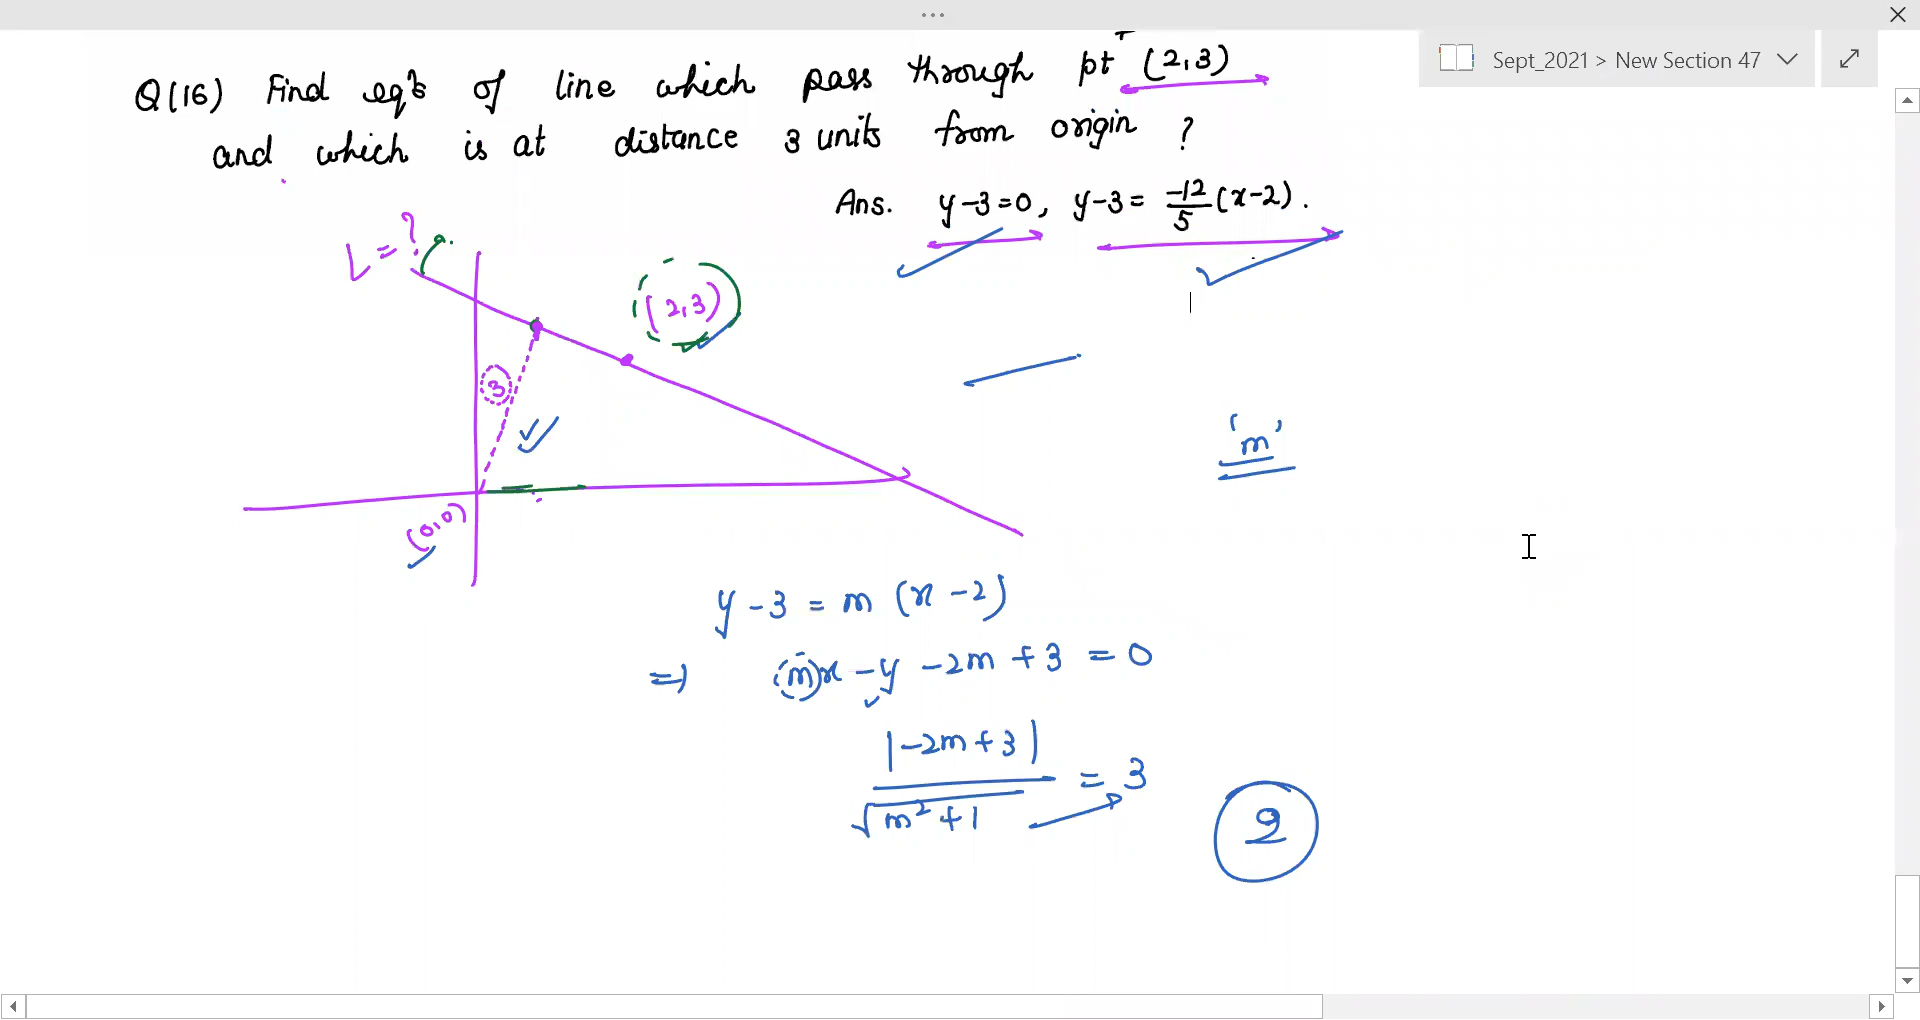 Sept_2021 > New Section 47
Q(16) Find eqⁿs of line which pass through pt (2,3)
and which is at distance 3 units from origin ?
Ans. y-3=0, y-3= -12/5 (x-2).
L = ?
(2,3)
3
'm'
(0,0)
y - 3 = m (x - 2)
⇒ (m)x - y - 2m + 3 = 0
|-2m + 3| / √m² + 1 = 3
2